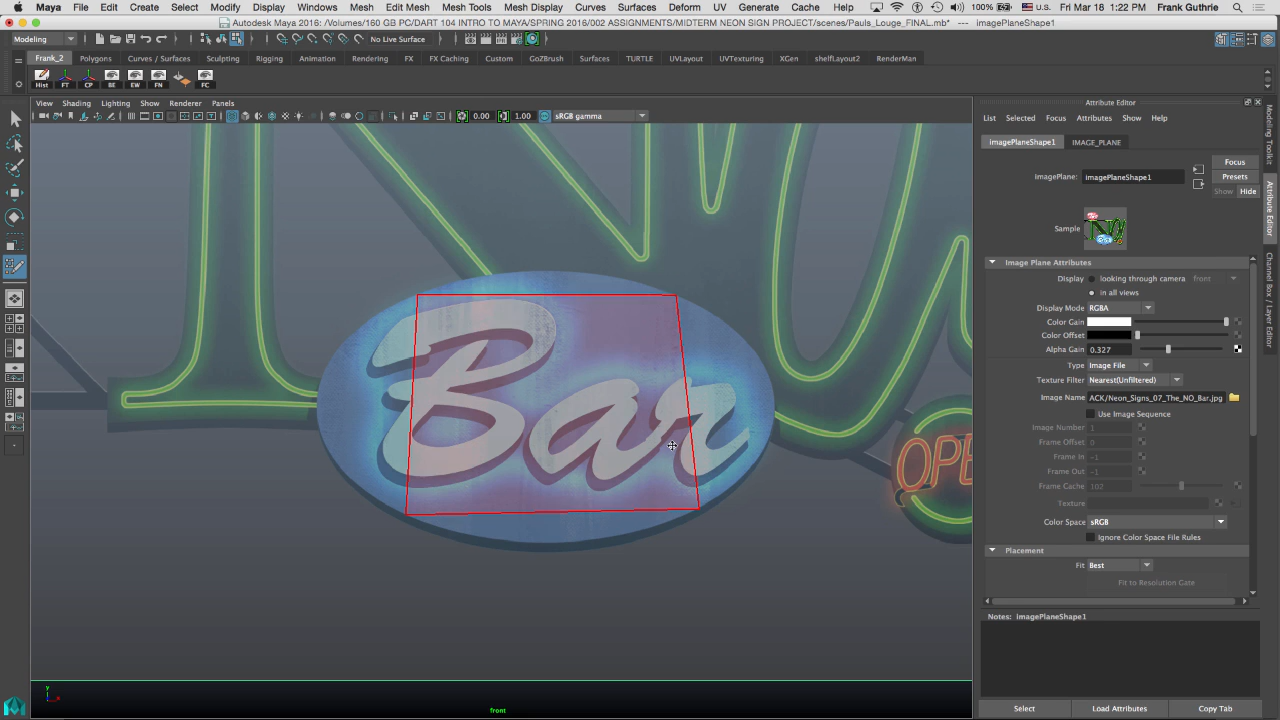 Maya File Edit Create Select Modify Display Windows Mesh Edit Mesh Mesh Tools Mesh Display Curves Surfaces Deform UV Generate Cache 100% U.S. Fri Mar 18 1:22 PM Frank Guthrie
Autodesk Maya 2016: /Volumes/160 GB PC/DART 104 INTRO TO MAYA/SPRING 2016/002 ASSIGNMENTS/MIDTERM NEON SIGN PROJECT/scenes/Pauls_Louge_FINAL.mb* --- imagePlaneShape1
Modeling No Live Surface
Frank_2 Polygons Curves / Surfaces Sculpting Rigging Animation Rendering FX FX Caching Custom GoZBrush Surfaces TURTLE UVLayout UVTexturing XGen shelfLayout2 RenderMan
Hist FT CP BE EW FN FC
View Shading Lighting Show Renderer Panels
0.00 1.00 sRGB gamma
Bar
OPE
y
x
front
Attribute Editor
List Selected Focus Attributes Show Help
imagePlaneShape1 IMAGE_PLANE
Focus
Presets
Show Hide
ImagePlane: imagePlaneShape1
Sample
Image Plane Attributes
Display looking through camera front
in all views
Display Mode RGBA
Color Gain
Color Offset
Alpha Gain 0.327
Type Image File
Texture Filter Nearest(Unfiltered)
Image Name ACK/Neon_Signs_07_The_NO_Bar.jpg
Use Image Sequence
Image Number 1
Frame Offset 0
Frame In -1
Frame Out -1
Frame Cache 102
Texture
Color Space sRGB
Ignore Color Space File Rules
Placement
Fit Best
Fit to Resolution Gate
Notes: imagePlaneShape1
Select Load Attributes Copy Tab
Modeling Toolkit
Attribute Editor
Channel Box / Layer Editor